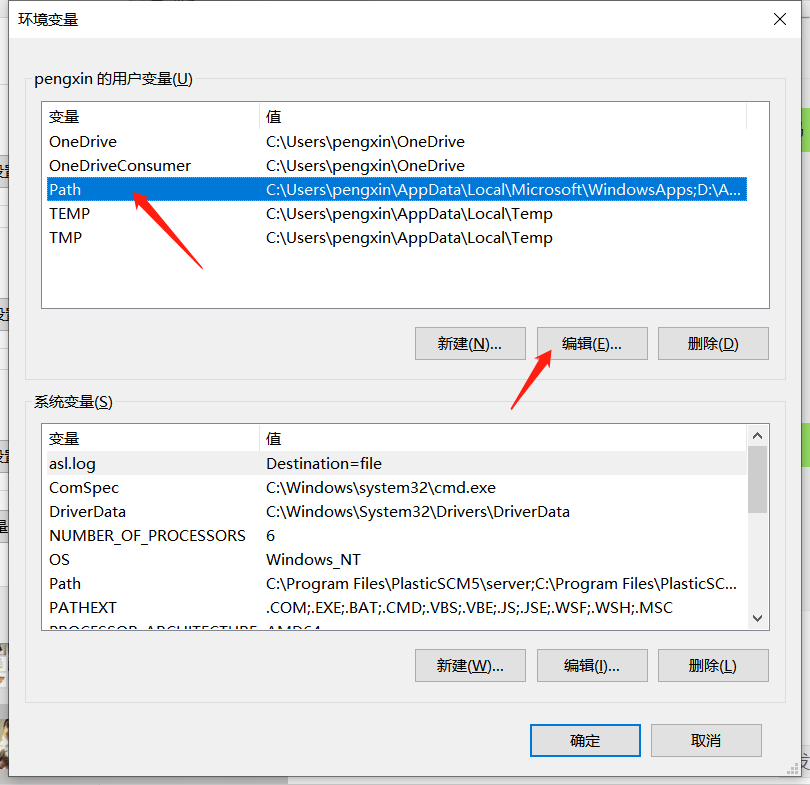 环境变量
pengxin 的用户变量(U)
变量 值
OneDrive C:\Users\pengxin\OneDrive
OneDriveConsumer C:\Users\pengxin\OneDrive
Path C:\Users\pengxin\AppData\Local\Microsoft\WindowsApps;D:\A...
TEMP C:\Users\pengxin\AppData\Local\Temp
TMP C:\Users\pengxin\AppData\Local\Temp
新建(N)... 编辑(E)... 删除(D)
系统变量(S)
变量 值
asl.log Destination=file
ComSpec C:\Windows\system32\cmd.exe
DriverData C:\Windows\System32\Drivers\DriverData
NUMBER_OF_PROCESSORS 6
OS Windows_NT
Path C:\Program Files\PlasticSCM5\server;C:\Program Files\PlasticSC...
PATHEXT .COM;.EXE;.BAT;.CMD;.VBS;.VBE;.JS;.JSE;.WSF;.WSH;.MSC
PROCESSOR_ARCHITECTURE AMD64
新建(W)... 编辑(I)... 删除(L)
确定 取消